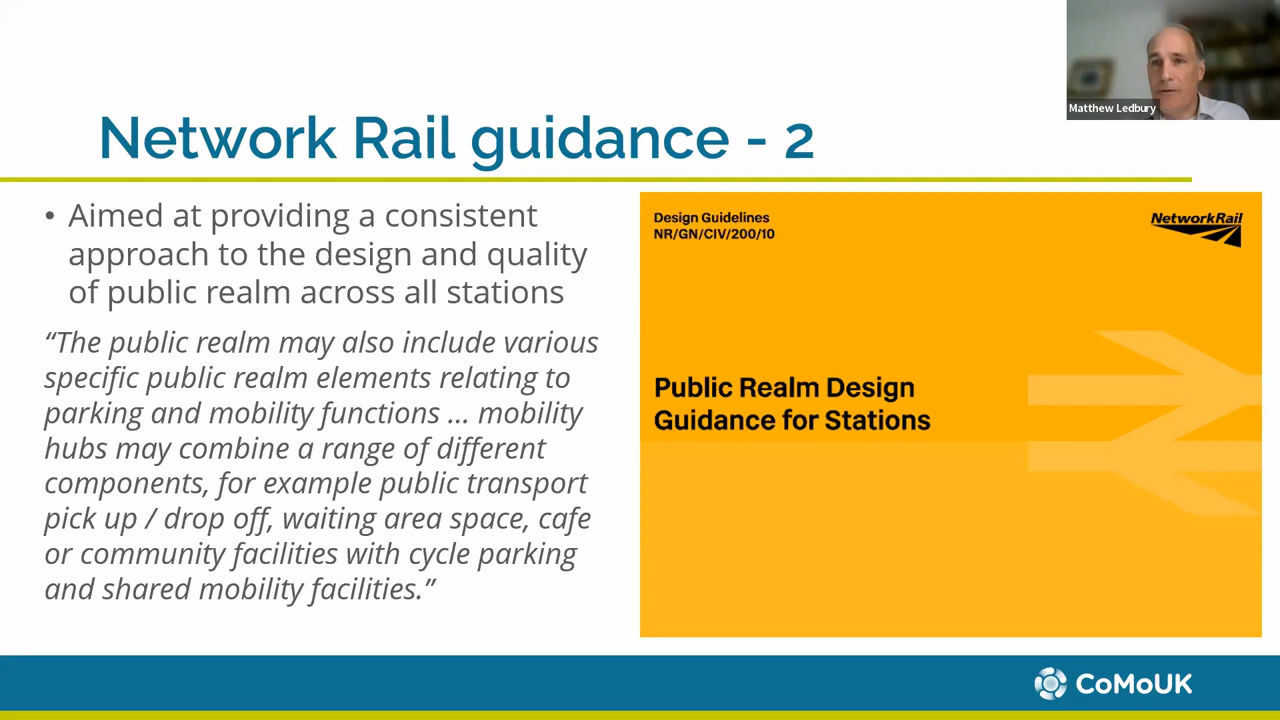 Matthew Ledbury
Network Rail guidance - 2
• Aimed at providing a consistent
approach to the design and quality
of public realm across all stations
“The public realm may also include various
specific public realm elements relating to
parking and mobility functions ... mobility
hubs may combine a range of different
components, for example public transport
pick up / drop off, waiting area space, cafe
or community facilities with cycle parking
and shared mobility facilities.”
Design Guidelines
NR/GN/CIV/200/10
NetworkRail
Public Realm Design
Guidance for Stations
CoMoUK